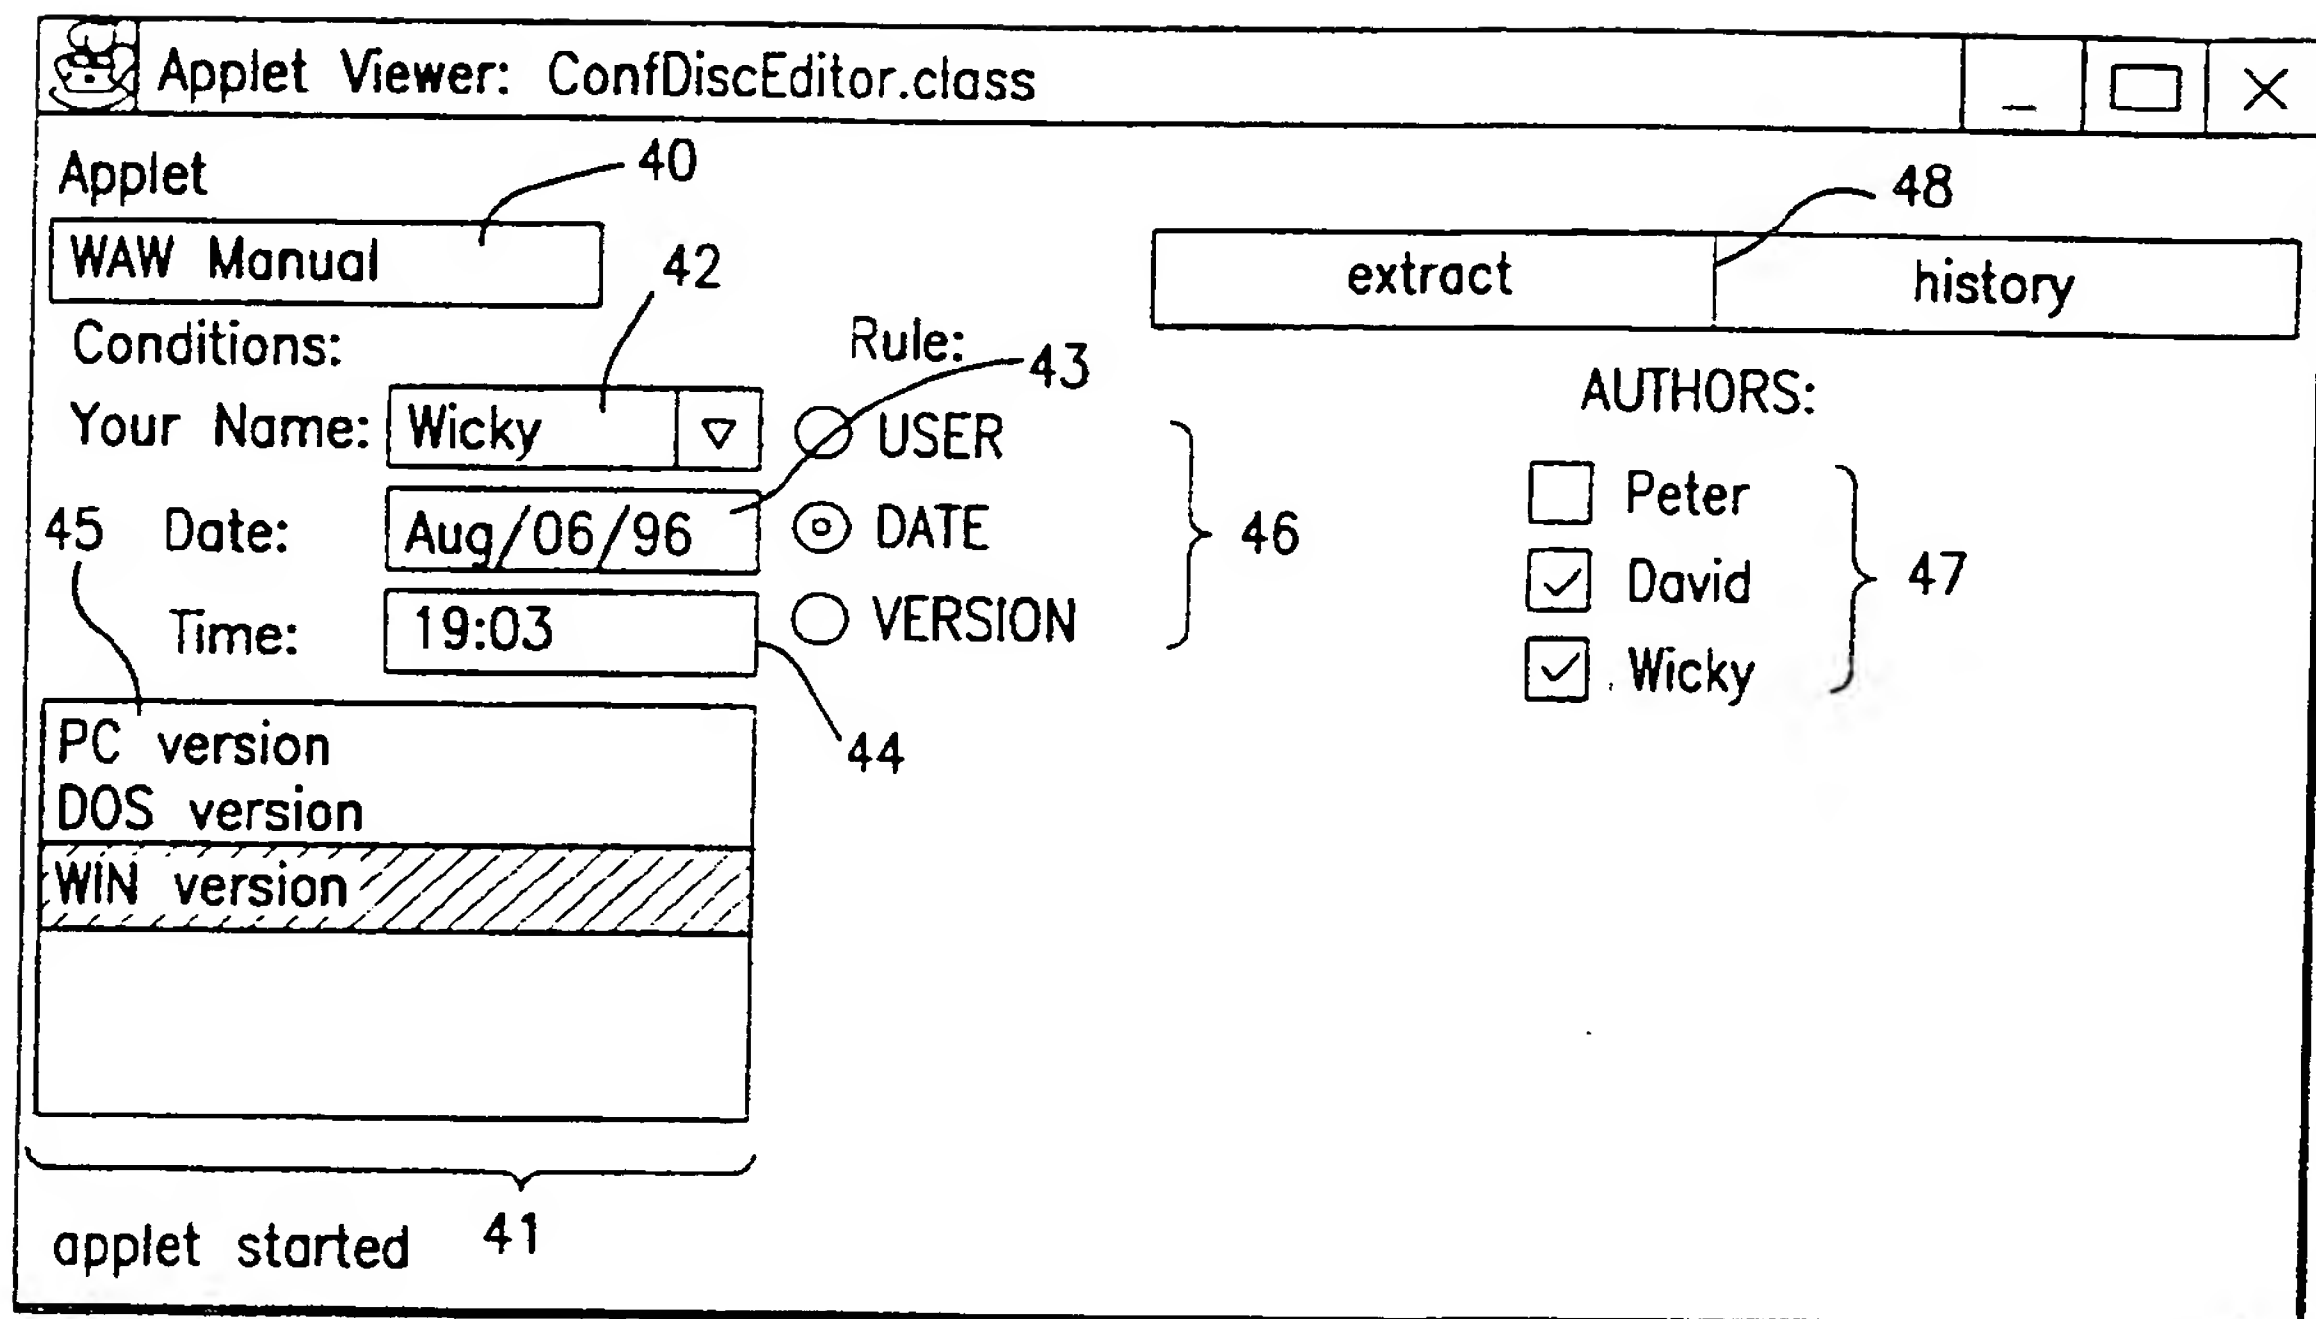 Applet Viewer: ConfDiscEditor.class
Applet
40
48
WAW Manual
42
extract
history
Conditions:
Rule:
43
AUTHORS:
Your Name:
Wicky
USER
Peter
45
Date:
Aug/06/96
DATE
46
David
47
Time:
19:03
VERSION
Wicky
PC version
44
DOS version
WIN version
41
applet started